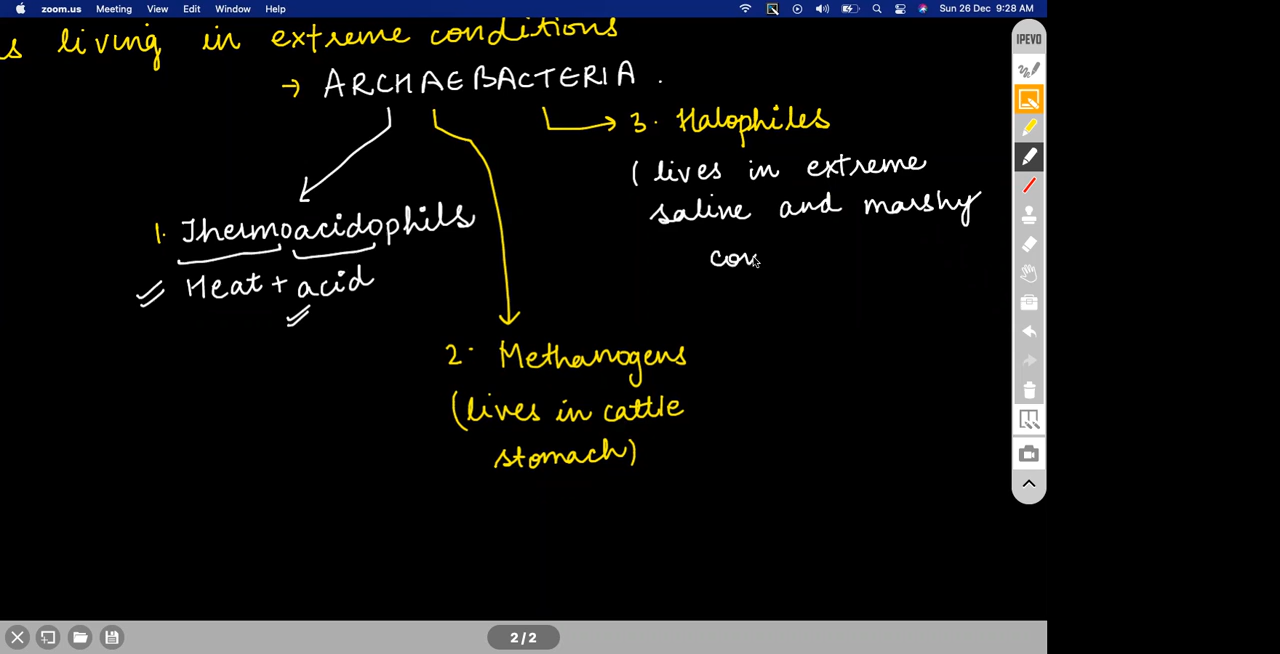 zoom.us Meeting View Edit Window Help Sun 26 Dec 9:28 AM
s living in extreme conditions
→ ARCHAEBACTERIA .
IPEVO
3. Halophiles
(lives in extreme
saline and marshy
con
1. Thermoacidophils
Heat + acid
2. Methanogens
(lives in cattle
stomach)
2/2